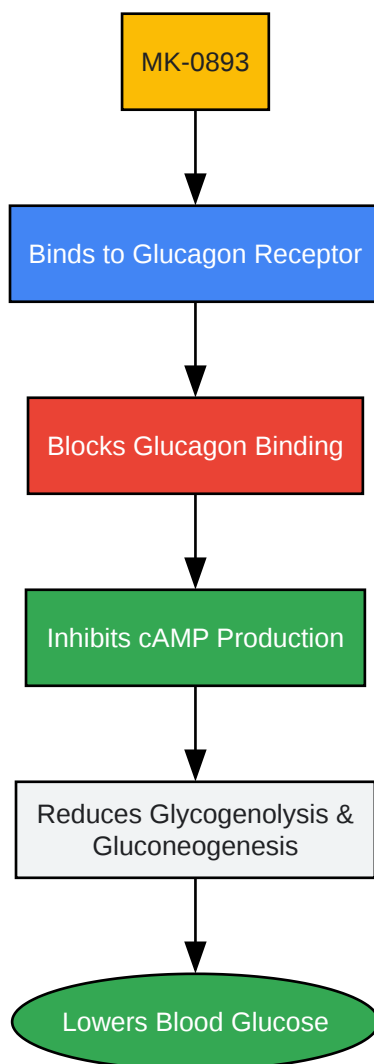 MK-0893
Binds to Glucagon Receptor
Blocks Glucagon Binding
Inhibits cAMP Production
Reduces Glycogenolysis &
Gluconeogenesis
Lowers Blood Glucose